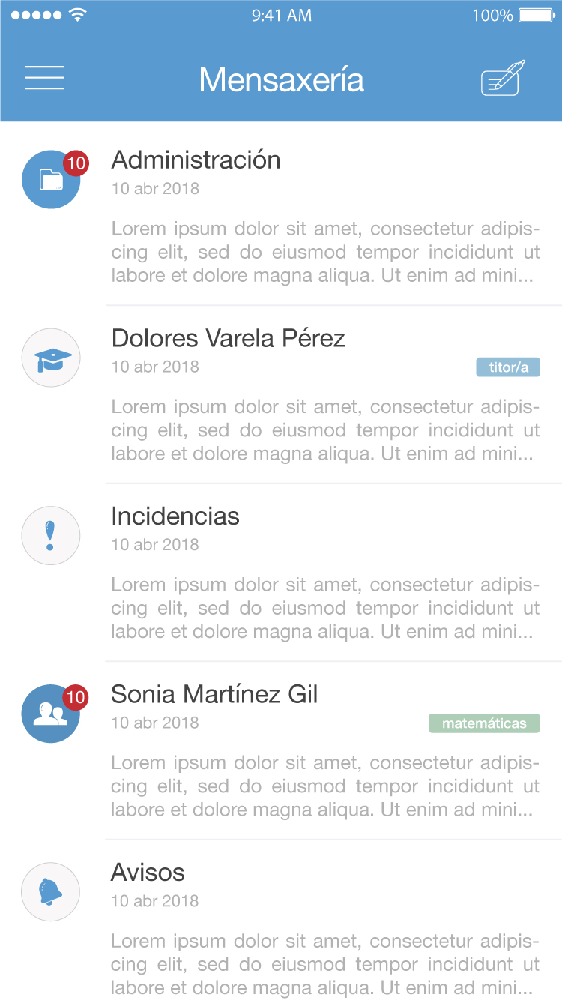 9:41 AM 100%
Mensaxería
10
Administración
10 abr 2018
Lorem ipsum dolor sit amet, consectetur adipis-
cing elit, sed do eiusmod tempor incididunt ut
labore et dolore magna aliqua. Ut enim ad mini...
Dolores Varela Pérez
10 abr 2018 titor/a
Lorem ipsum dolor sit amet, consectetur adipis-
cing elit, sed do eiusmod tempor incididunt ut
labore et dolore magna aliqua. Ut enim ad mini...
Incidencias
10 abr 2018
Lorem ipsum dolor sit amet, consectetur adipis-
cing elit, sed do eiusmod tempor incididunt ut
labore et dolore magna aliqua. Ut enim ad mini...
10
Sonia Martínez Gil
10 abr 2018 matemáticas
Lorem ipsum dolor sit amet, consectetur adipis-
cing elit, sed do eiusmod tempor incididunt ut
labore et dolore magna aliqua. Ut enim ad mini...
Avisos
10 abr 2018
Lorem ipsum dolor sit amet, consectetur adipis-
cing elit, sed do eiusmod tempor incididunt ut
labore et dolore magna aliqua. Ut enim ad mini...